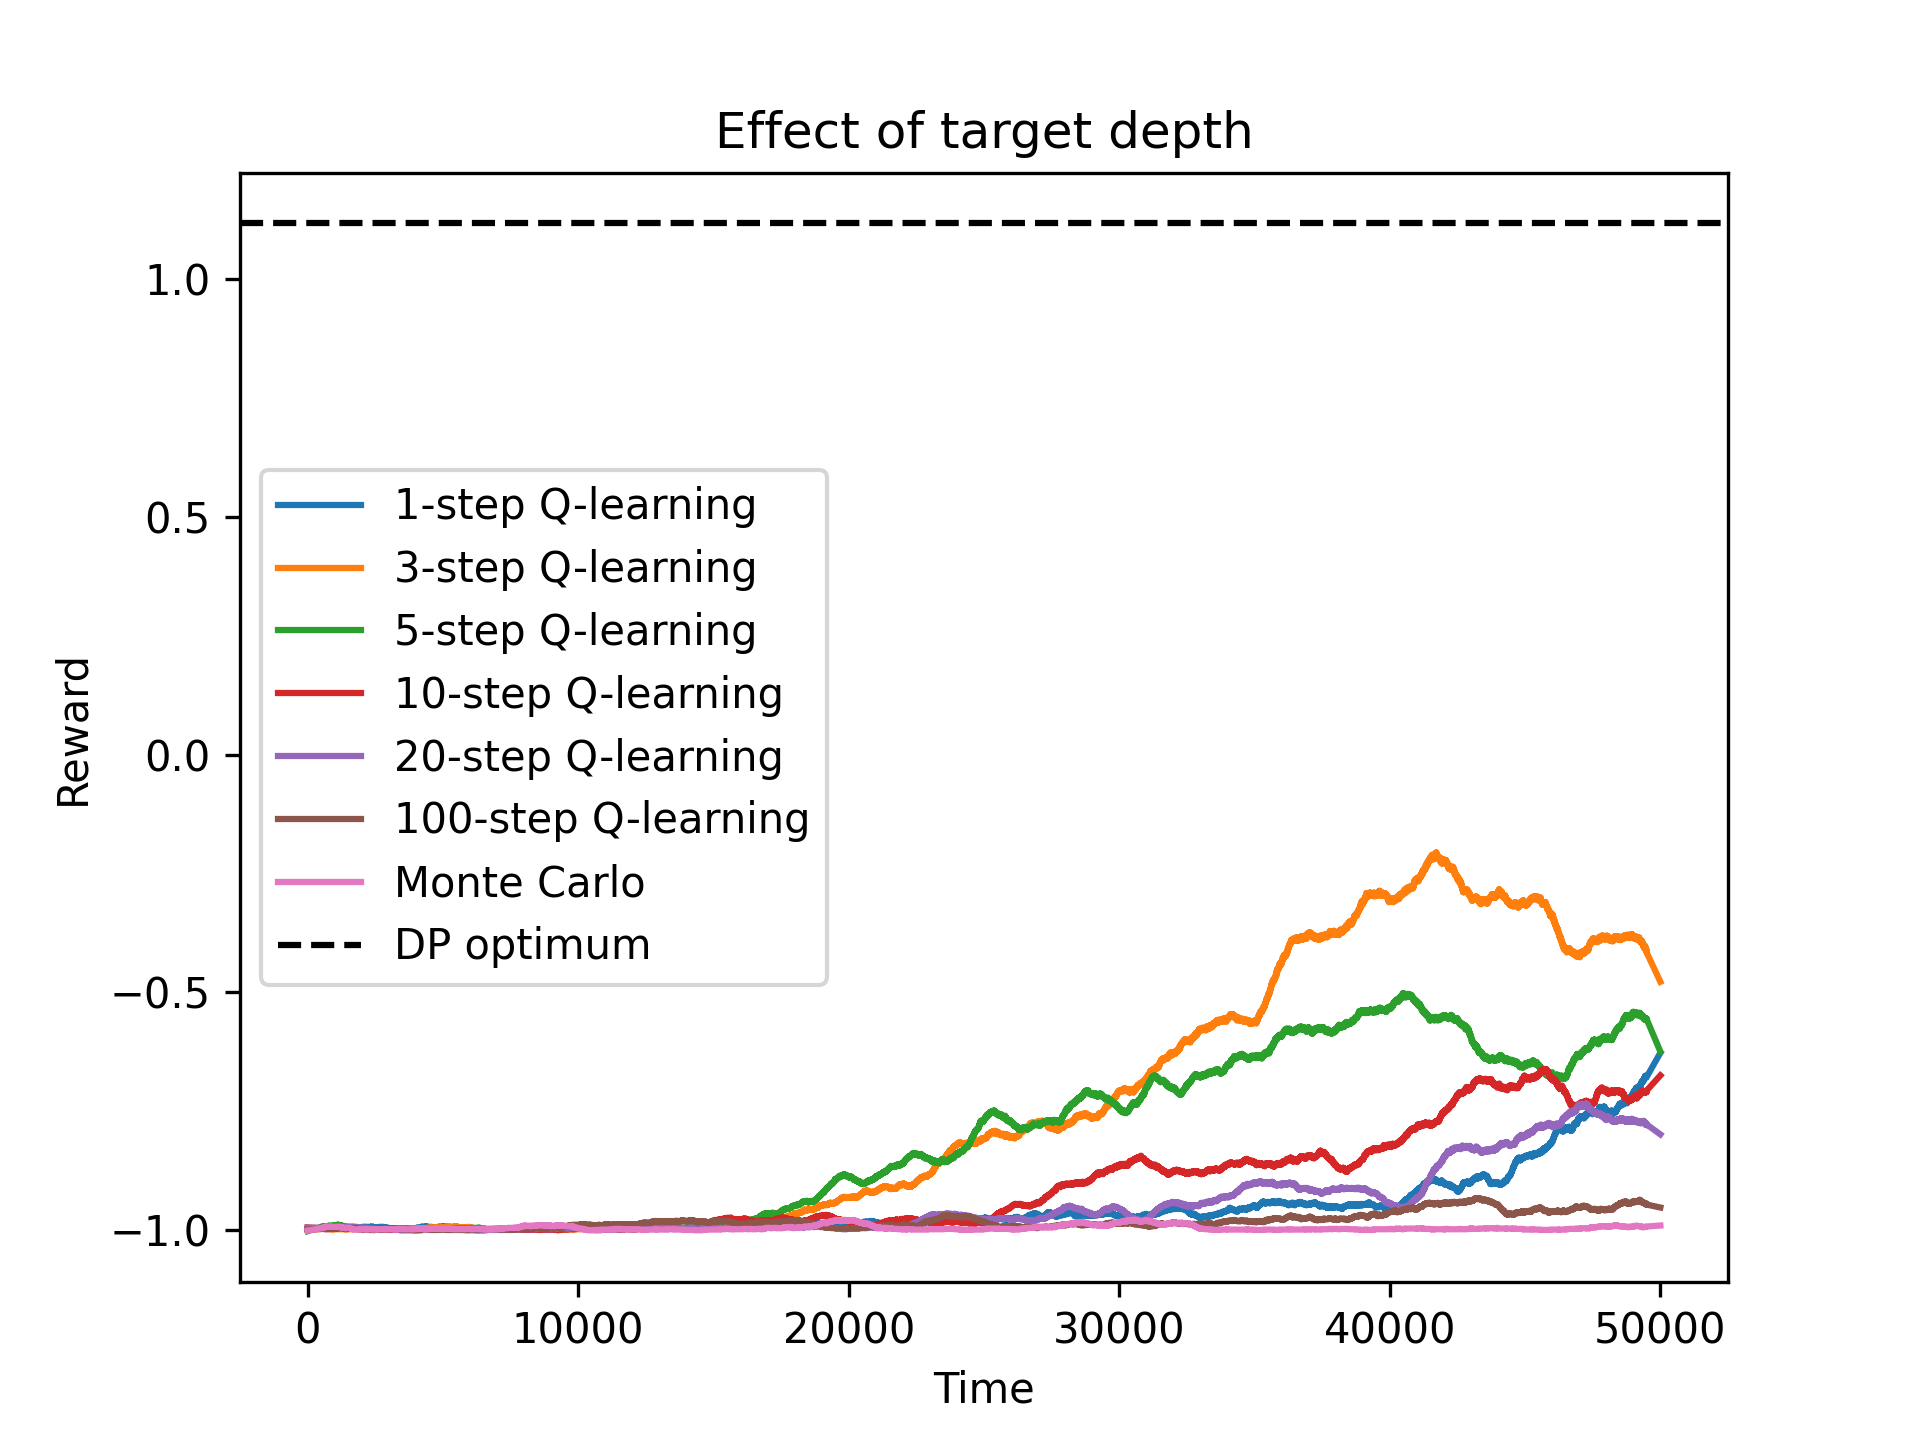 Effect of target depth
1.0
0.5
0.0
−0.5
−1.0
Reward
1-step Q-learning
3-step Q-learning
5-step Q-learning
10-step Q-learning
20-step Q-learning
100-step Q-learning
Monte Carlo
DP optimum
0 10000 20000 30000 40000 50000
Time